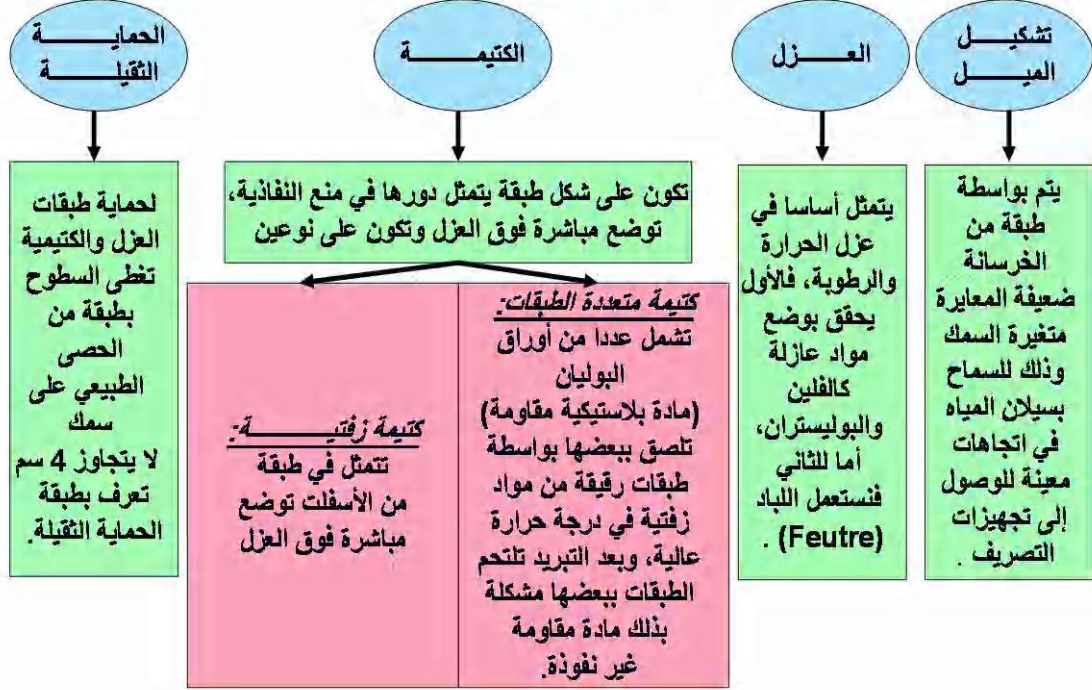 تشكيل
الميل
يتم بواسطة
طبقة من
الخرسانة
ضعيفة المعايرة
متغيرة السمك
وذلك للسماح
بسيلان المياه
في اتجاهات
معينة للوصول
إلى تجهيزات
التصريف .
العزل
يتمثل أساسا في
عزل الحرارة
والرطوبة، فالأول
يحقق بوضع
مواد عازلة
كالفلين
والبوليستران،
أما للثاني
فنستعمل اللباد
(Feutre) .
الكتيمة
تكون على شكل طبقة يتمثل دورها في منع النفاذية،
توضع مباشرة فوق العزل وتكون على نوعين
كتيمة متعددة الطبقات:
تشمل عددا من أوراق
البوليان
(مادة بلاستيكية مقاومة)
تلصق ببعضها بواسطة
طبقات رقيقة من مواد
زفتية في درجة حرارة
عالية، وبعد التبريد تلتحم
الطبقات ببعضها مشكلة
بذلك مادة مقاومة
غير نفوذة.
كتيمة زفتية:
تتمثل في طبقة
من الأسفلت توضع
مباشرة فوق العزل
الحماية
الثقيلة
لحماية طبقات
العزل والكتيمية
تغطى السطوح
بطبقة من
الحصى
الطبيعي على
سمك
لا يتجاوز 4 سم
تعرف بطبقة
الحماية الثقيلة.